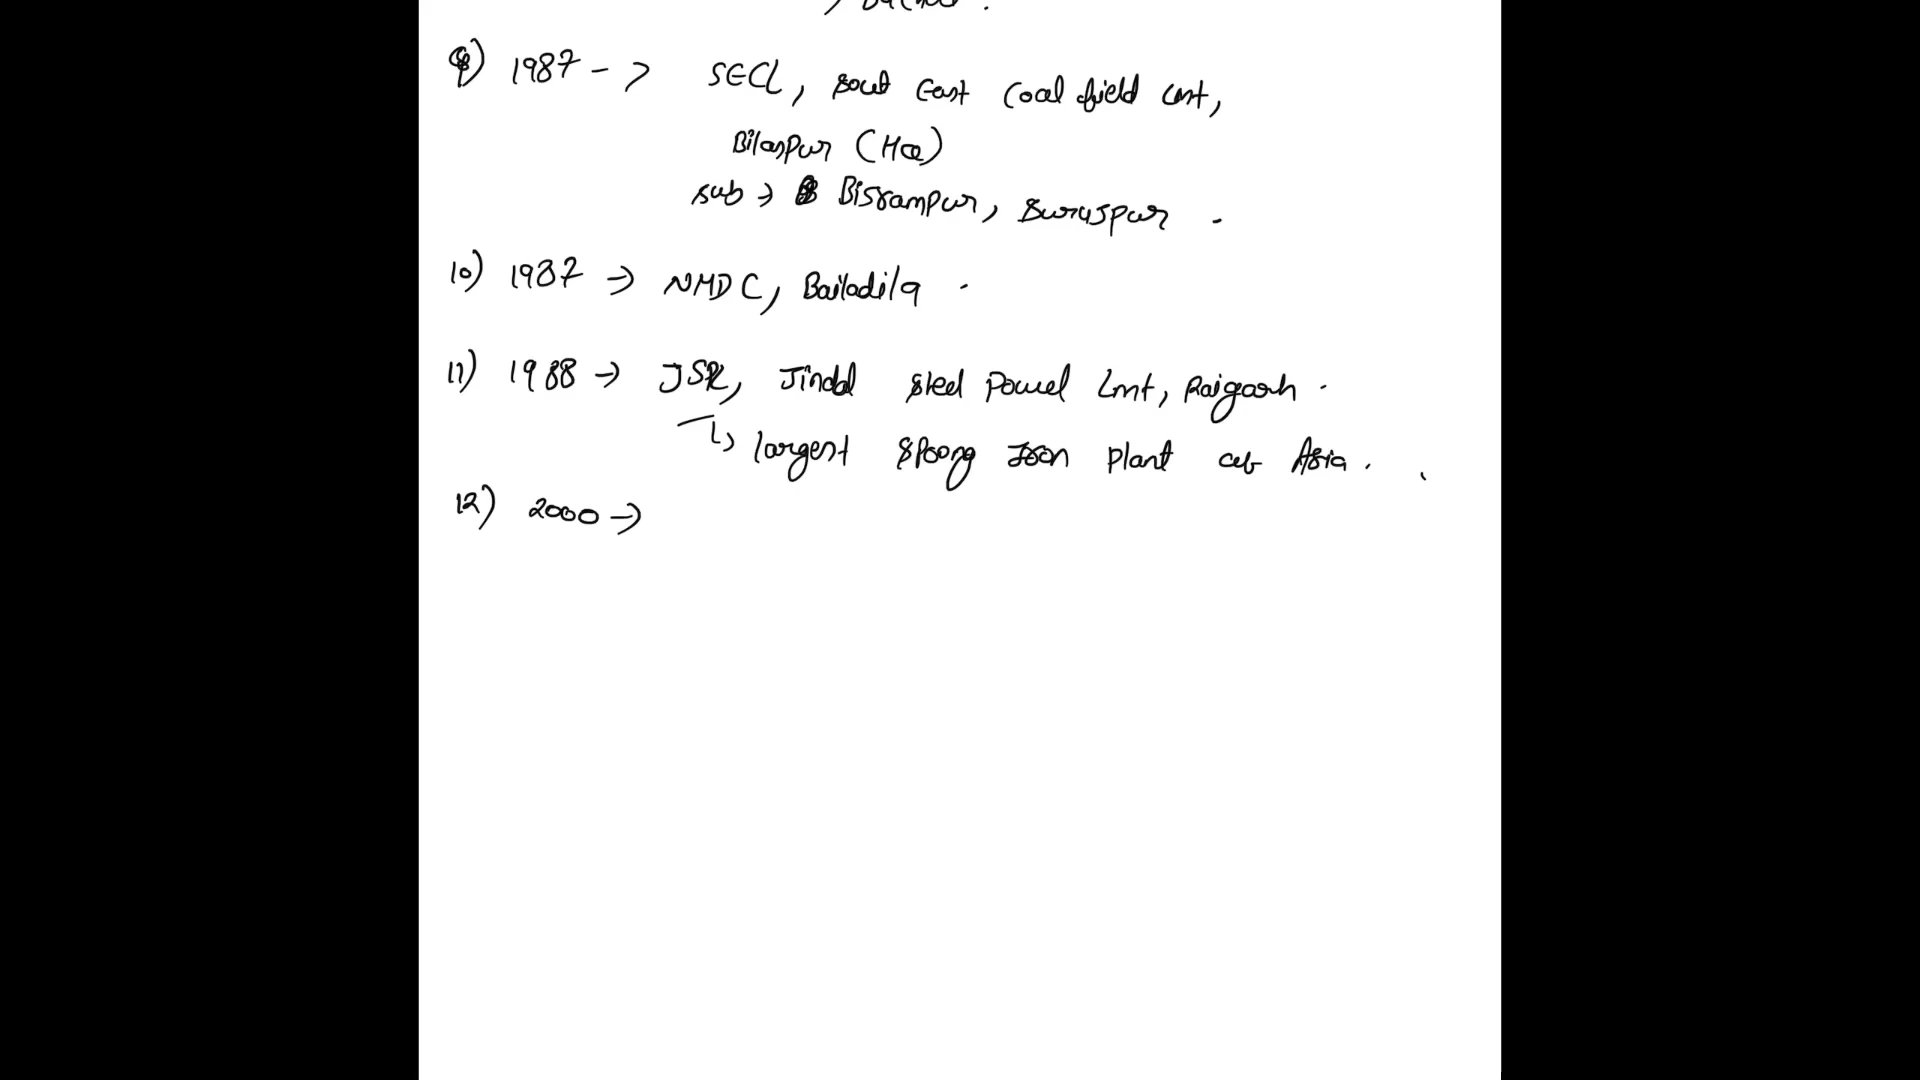 9) 1987 -> SECL, sout East Coal field Lmt,
Bilaspur (HQ)
sub → Bisrampur, Surajpur.
10) 1987 → NMDC, Bailadila.
11) 1988 → JSPL, Jindal Steel Power Lmt, Raigarh.
↳ largest Spong Iron plant of Asia.
12) 2000 →